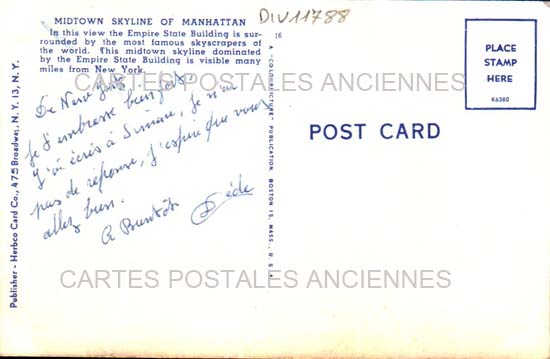 MIDTOWN SKYLINE OF MANHATTAN
In this view the Empire State Building is sur-
rounded by the most famous skyscrapers of
the world. This midtown skyline dominated
by the Empire State Building is visible many
miles from New York.
DIV11788
De New York.
Je t'embrasse bien fort.
J'ai écris à Simone, je n'ai
pas de réponse, j'espère que vous
allez bien.
A Bientôt
Dédé
16 A "COLORPICTURE" PUBLICATION BOSTON 15, MASS., U. S. A.
Publisher - Herbco Card Co., 475 Broadway, N. Y. 13, N. Y.
POST CARD
PLACE
STAMP
HERE
K6380
CARTES POSTALES ANCIENNES
CARTES POSTALES ANCIENNES